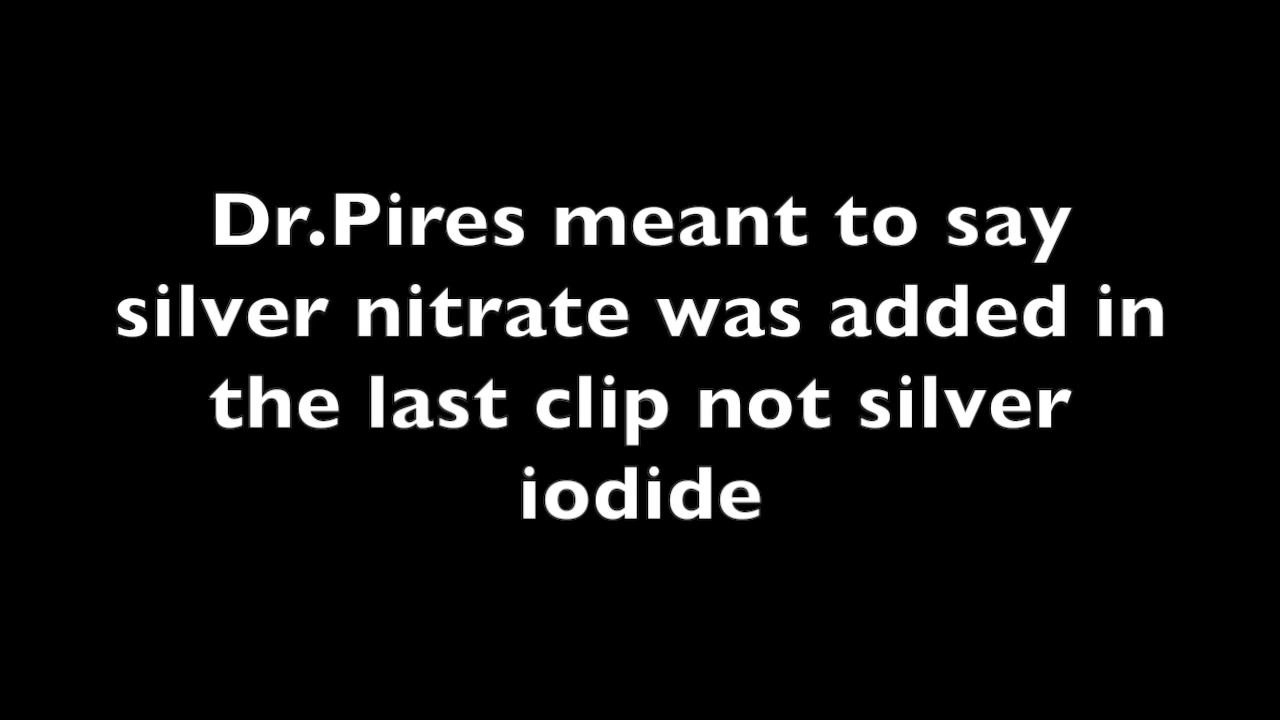 Dr.Pires meant to say
silver nitrate was added in
the last clip not silver
iodide